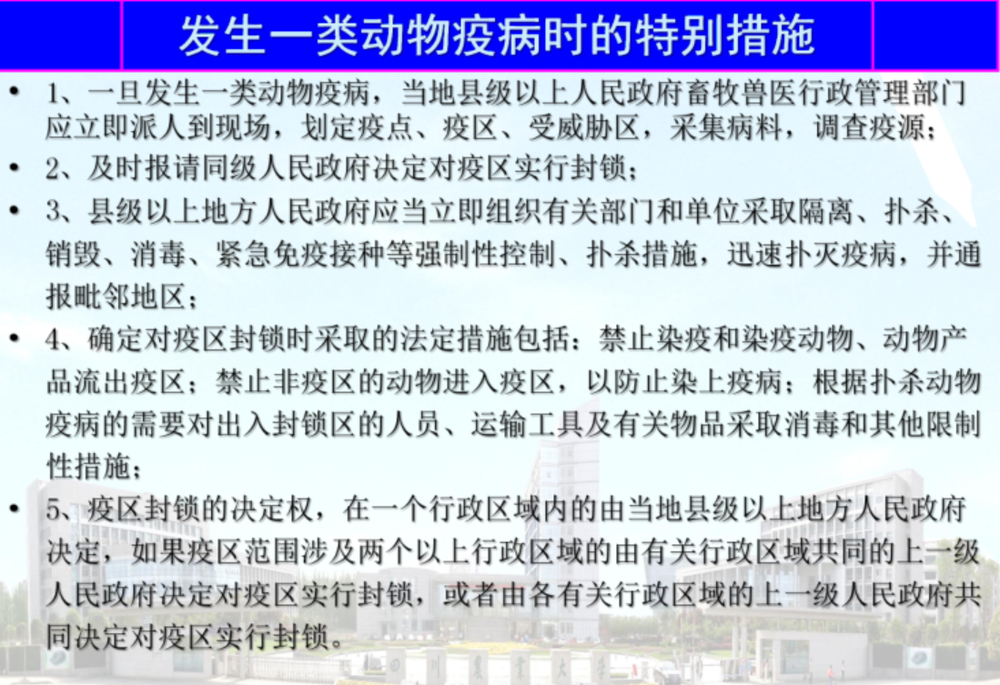 发生一类动物疫病时的特别措施
• 1、一旦发生一类动物疫病，当地县级以上人民政府畜牧兽医行政管理部门
应立即派人到现场，划定疫点、疫区、受威胁区，采集病料，调查疫源；
• 2、及时报请同级人民政府决定对疫区实行封锁；
• 3、县级以上地方人民政府应当立即组织有关部门和单位采取隔离、扑杀、
销毁、消毒、紧急免疫接种等强制性控制、扑杀措施，迅速扑灭疫病，并通
报毗邻地区；
• 4、确定对疫区封锁时采取的法定措施包括：禁止染疫和染疫动物、动物产
品流出疫区；禁止非疫区的动物进入疫区，以防止染上疫病；根据扑杀动物
疫病的需要对出入封锁区的人员、运输工具及有关物品采取消毒和其他限制
性措施；
• 5、疫区封锁的决定权，在一个行政区域内的由当地县级以上地方人民政府
决定，如果疫区范围涉及两个以上行政区域的由有关行政区域共同的上一级
人民政府决定对疫区实行封锁，或者由各有关行政区域的上一级人民政府共
同决定对疫区实行封锁。
四川农业大学